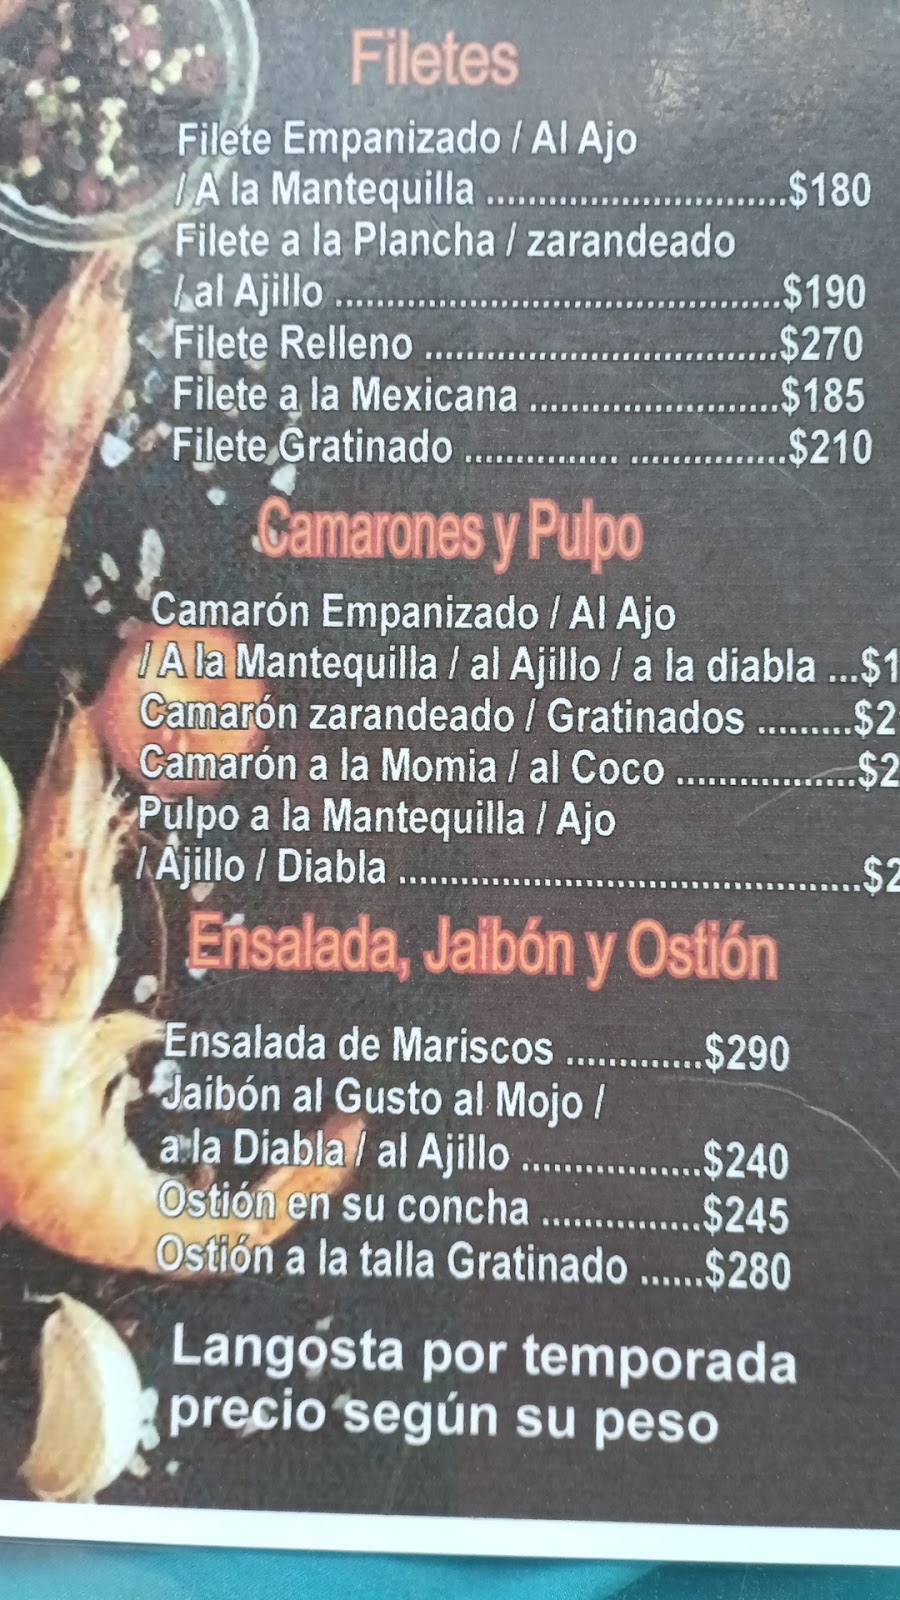 Filetes
Filete Empanizado / Al Ajo
/ A la Mantequilla .............................$180
Filete a la Plancha / zarandeado
/ al Ajillo ...........................................$190
Filete Relleno ..................................$270
Filete a la Mexicana ........................$185
Filete Gratinado ............... ...............$210
Camarones y Pulpo
Camarón Empanizado / Al Ajo
/ A la Mantequilla / al Ajillo / a la diabla ...$1
Camarón zarandeado / Gratinados .........$2
Camarón a la Momia / al Coco .................$2
Pulpo a la Mantequilla / Ajo
/ Ajillo / Diabla .............................................$2
Ensalada, Jaibón y Ostión
Ensalada de Mariscos .............$290
Jaibón al Gusto al Mojo /
a la Diabla / al Ajillo .................$240
Ostión en su concha ...............$245
Ostión a la talla Gratinado ......$280
Langosta por temporada
precio según su peso